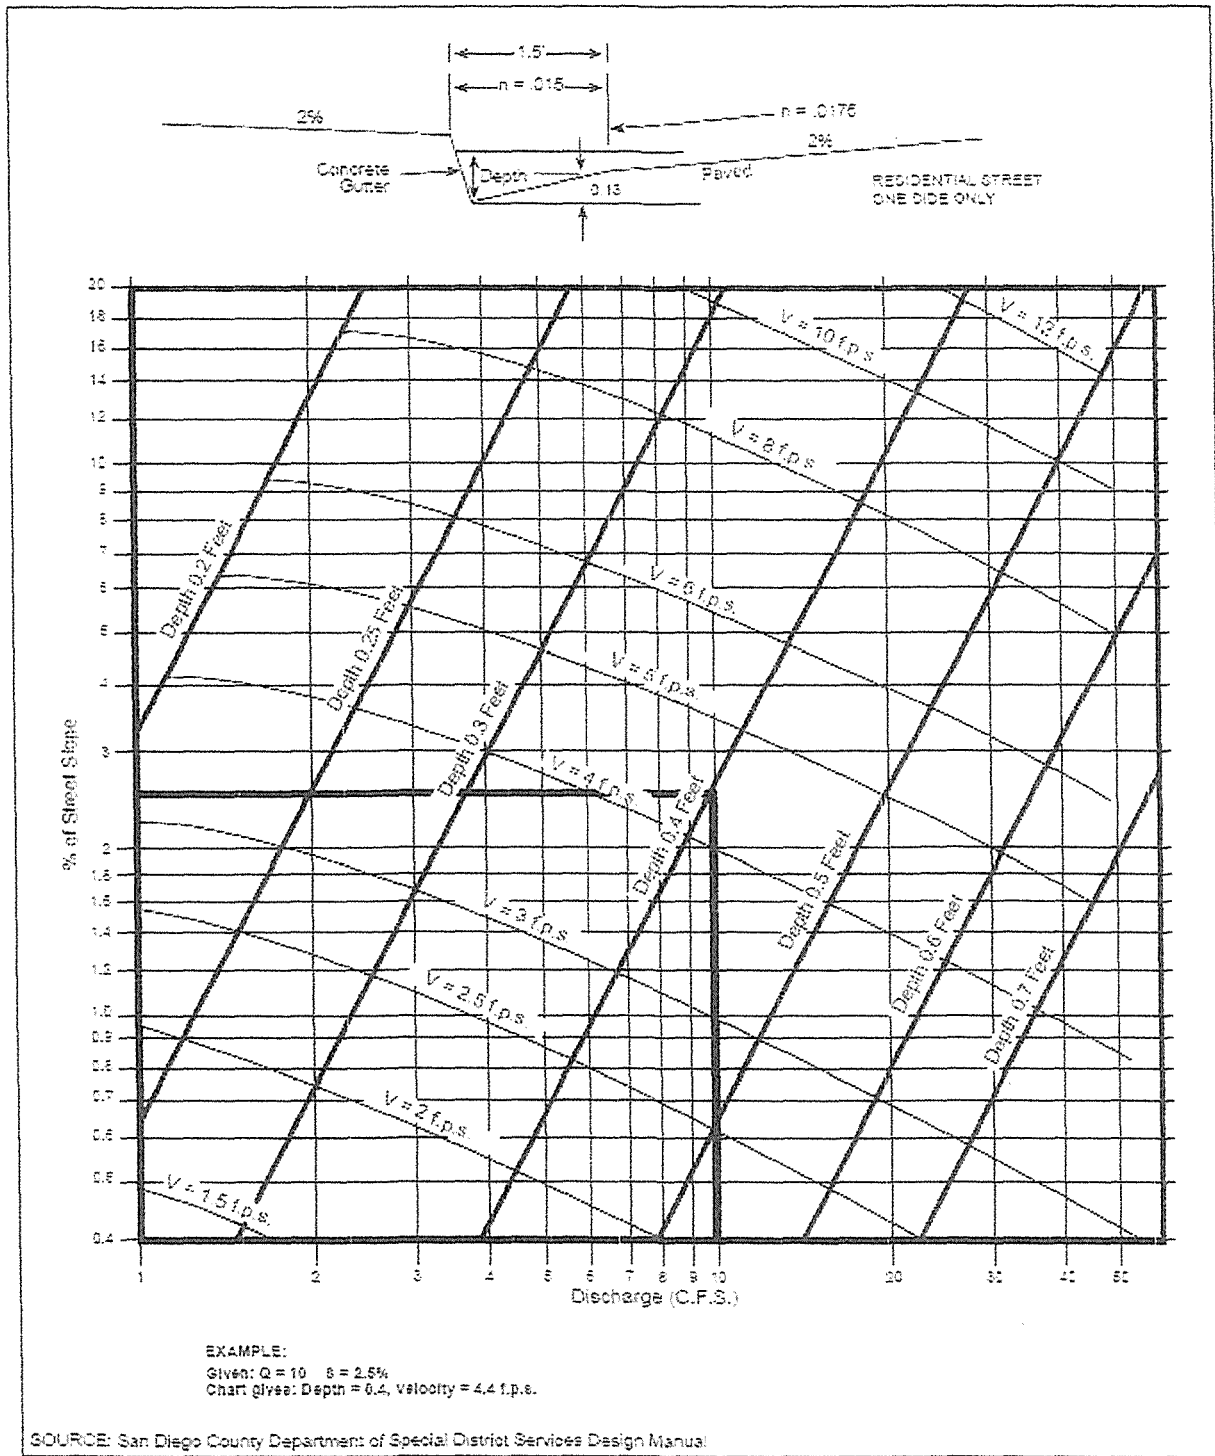 1.5'
n = .015
2%
n = .0175
2%
Concrete
Gutter
Depth
0.13
Paved
RESIDENTIAL STREET
ONE SIDE ONLY
% of Street Slope
20
18
16
14
12
10
9
8
7
6
5
4
3
2
1.8
1.6
1.4
1.2
1.0
0.9
0.8
0.7
0.6
0.5
0.4
V = 10 f.p.s.
V = 12 f.p.s.
V = 8 f.p.s.
V = 6 f.p.s.
V = 5 f.p.s.
V = 4 f.p.s.
V = 3 f.p.s.
V = 2.5 f.p.s.
V = 2 f.p.s.
V = 1.5 f.p.s.
Depth 0.2 Feet
Depth 0.25 Feet
Depth 0.3 Feet
Depth 0.4 Feet
Depth 0.5 Feet
Depth 0.6 Feet
Depth 0.7 Feet
1 2 3 4 5 6 7 8 9 10 20 30 40 50
Discharge (C.F.S.)
EXAMPLE:
Given: Q = 10 S = 2.5%
Chart gives: Depth = 0.4, Velocity = 4.4 f.p.s.
SOURCE: San Diego County Department of Special District Services Design Manual